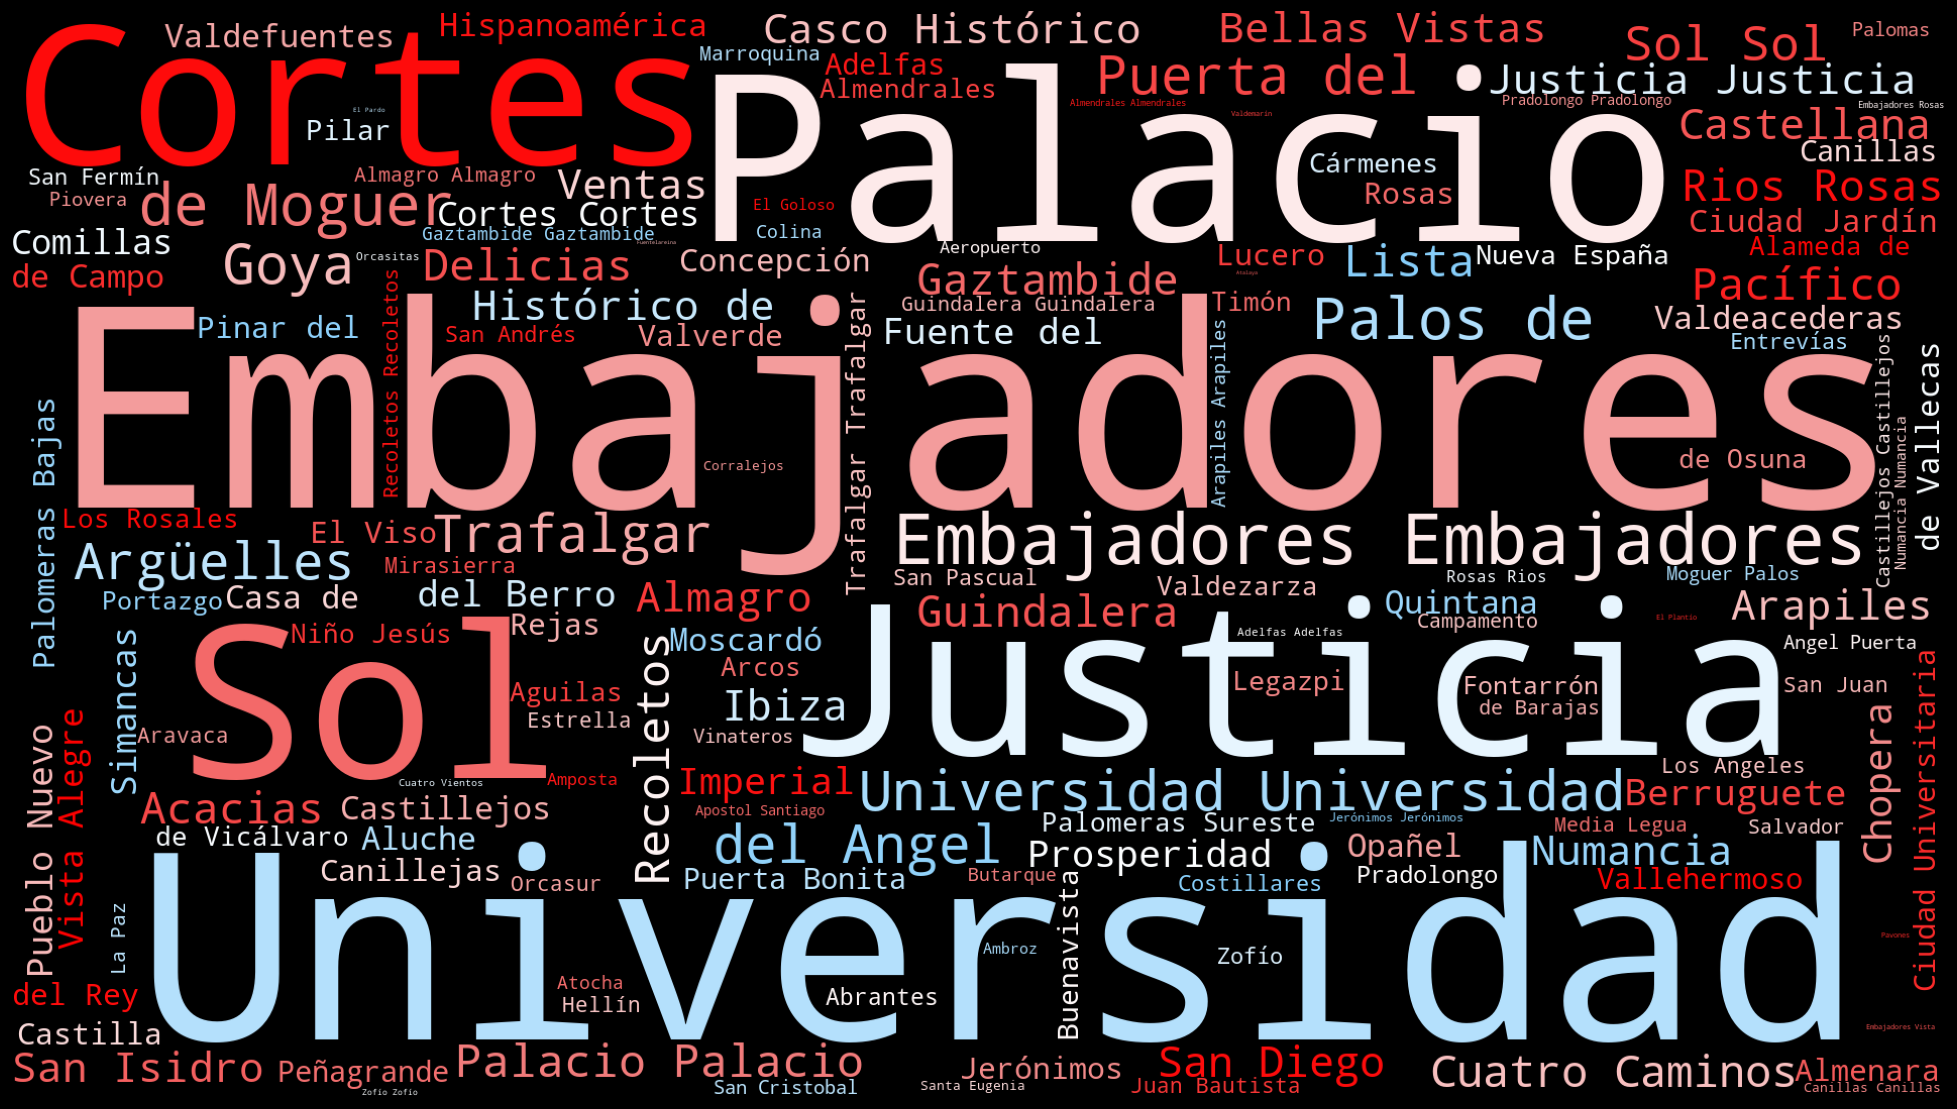 Cortes
Valdefuentes
Hispanoamérica
Casco Histórico
Bellas Vistas
Sol Sol
Palomas
Marroquina
Adelfas
Almendrales
Puerta del
Justicia Justicia
Palacio
El Pardo
Pilar
Almendrales Almendrales
Valdemarín
Pradolongo Pradolongo
Embajadores Rosas
Castellana
Canillas
Cármenes
Rosas
Rios Rosas
Ciudad Jardín
Alameda de
San Fermín
Piovera
de Moguer
Almagro Almagro
Ventas
Cortes Cortes
El Goloso
Colina
Gaztambide Gaztambide
Fuentelareina
Comillas
de Campo
Goya
Orcasitas
Delicias
Concepción
Aeropuerto
Gaztambide
Lucero
Lista
Nueva España
Pacífico
Histórico de
Guindalera Guindalera
Timón
Palos de
Valdeacederas
Entrevías
Pinar del
San Andrés
Valverde
Fuente del
Recoletos Recoletos
Trafalgar Trafalgar
Arapiles Arapiles
Castillejos Castillejos
Numancia Numancia
de Vallecas
Embajadores
Corralejos
de Osuna
Palomeras Bajas
Los Rosales
El Viso
Trafalgar
Embajadores Embajadores
Argüelles
Mirasierra
San Pascual
Valdezarza
Rosas Rios
Moguer Palos
Portazgo
Casa de
del Berro
Almagro
Guindalera
Quintana
Campamento
El Plantío
Arapiles
Sol
Niño Jesús
Rejas
Moscardó
Arcos
Adelfas Adelfas
Angel Puerta
Justicia
Simancas
Aguilas
Estrella
Recoletos
Ibiza
Vinateros
Legazpi
Fontarrón
de Barajas
San Juan
Aravaca
Cuatro Vientos
Amposta
Imperial
Los Angeles
Chopera
Ciudad Universitaria
Pueblo Nuevo
Vista Alegre
Acacias
Castillejos
Apostol Santiago
Universidad Universidad
Berruguete
de Vicálvaro
Aluche
del Angel
Palomeras Sureste
Jerónimos Jerónimos
Media Legua
Salvador
Canillejas
Orcasur
Puerta Bonita
Prosperidad
Opañel
Numancia
Butarque
Costillares
Pradolongo
Vallehermoso
La Paz
Universidad
Buenavista
Ambroz
Zofío
Pavones
del Rey
Atocha
Hellín
Abrantes
Castilla
Embajadores Vista
San Isidro
Peñagrande
Palacio Palacio
Jerónimos
San Diego
Cuatro Caminos
Almenara
Zofío Zofío
San Cristobal
Santa Eugenia
Juan Bautista
Canillas Canillas